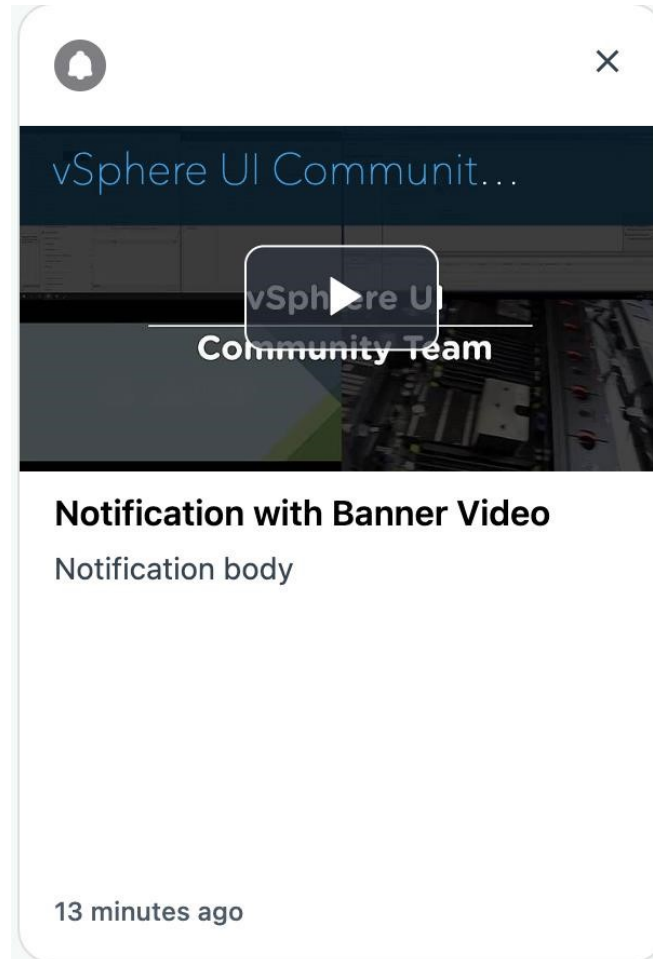 vSphere UI Communit...
vSphere UI
Community Team
Notification with Banner Video
Notification body
13 minutes ago